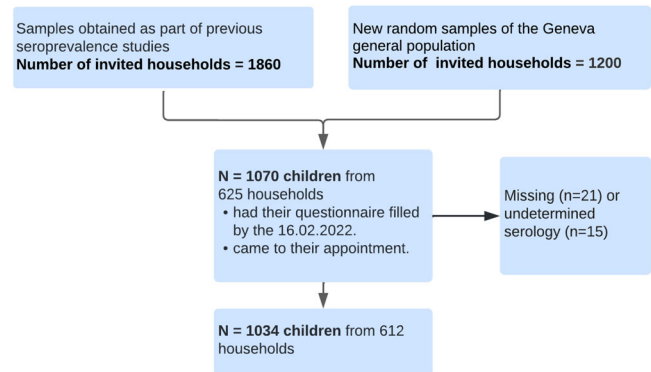 Samples obtained as part of previous
seroprevalence studies
Number of invited households = 1860
New random samples of the Geneva
general population
Number of  invited households = 1200
N = 1070 children from
625 households
• had their questionnaire filled
by the 16.02.2022.
• came to their appointment.
Missing (n=21) or
undetermined
serology (n=15)
N = 1034 children from 612
households